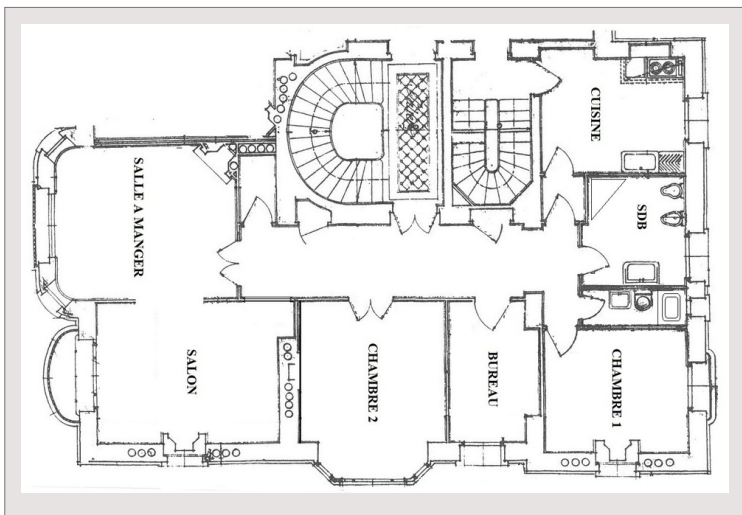 CUISINE
SDB
SALLE A MANGER
SALON
CHAMBRE 2
BUREAU
CHAMBRE 1